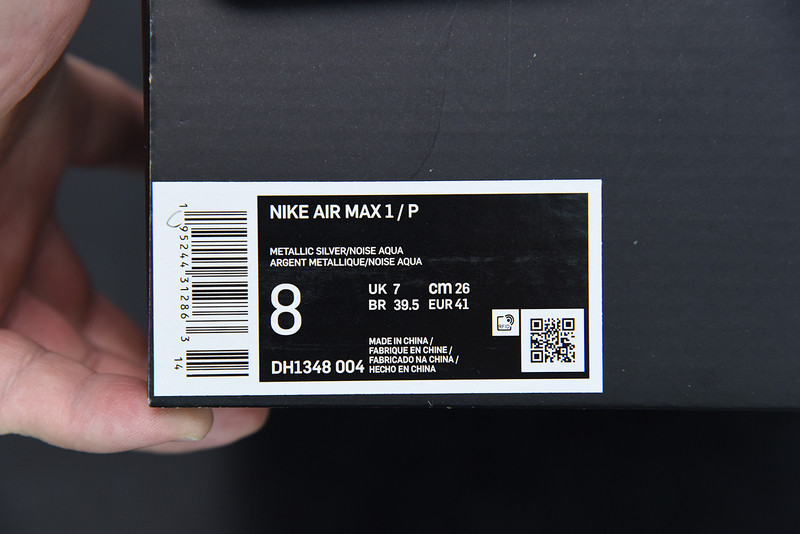 NIKE AIR MAX 1 / P
METALLIC SILVER/NOISE AQUA
ARGENT METALLIQUE/NOISE AQUA
8
UK 7 cm 26
BR 39.5 EUR 41
RFID
DH1348 004
MADE IN CHINA /
FABRIQUE EN CHINE /
FABRICADO NA CHINA /
HECHO EN CHINA
1 95244 31286 3 14